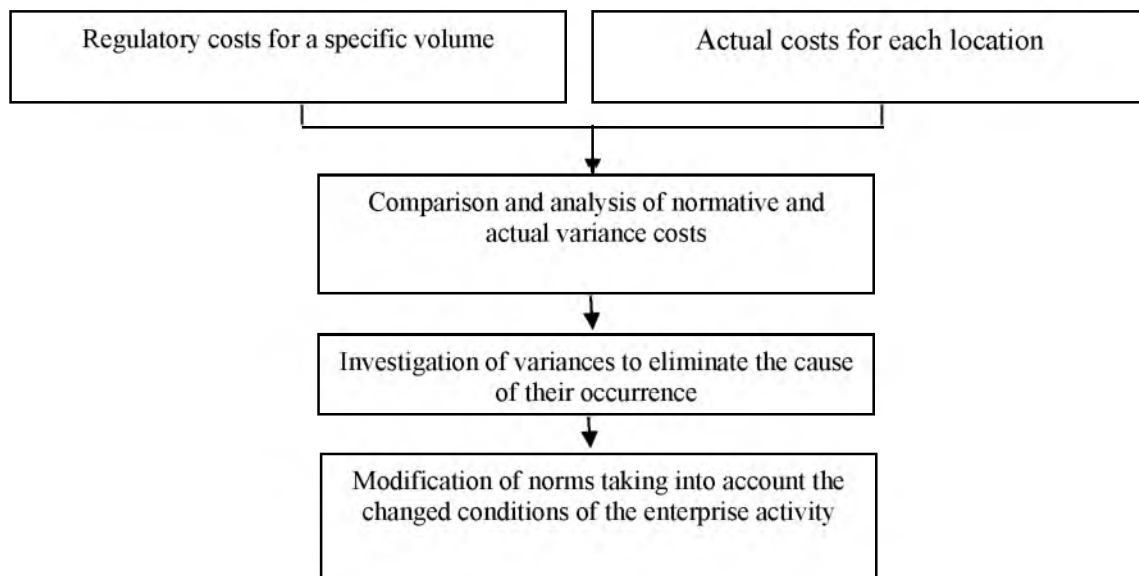 Regulatory costs for a specific volume
Actual costs for each location
Comparison and analysis of normative and
actual variance costs
Investigation of variances to eliminate the cause
of their occurrence
Modification of norms taking into account the
changed conditions of the enterprise activity